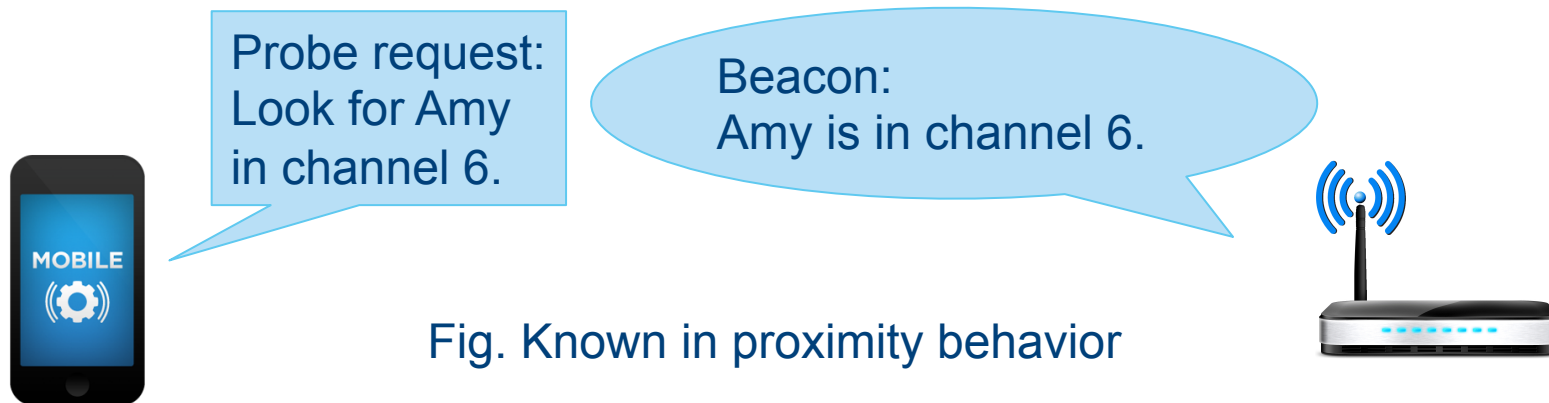 Probe request:
Look for Amy
in channel 6.
Beacon:
Amy is in channel 6.
MOBILE
Fig. Known in proximity behavior